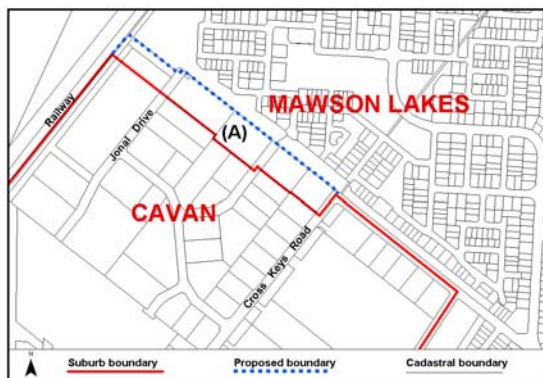 MAWSON LAKES
Railway
Jonal Drive
(A)
CAVAN
Cross Keys Road
N
Suburb boundary
Proposed boundary
Cadastral boundary